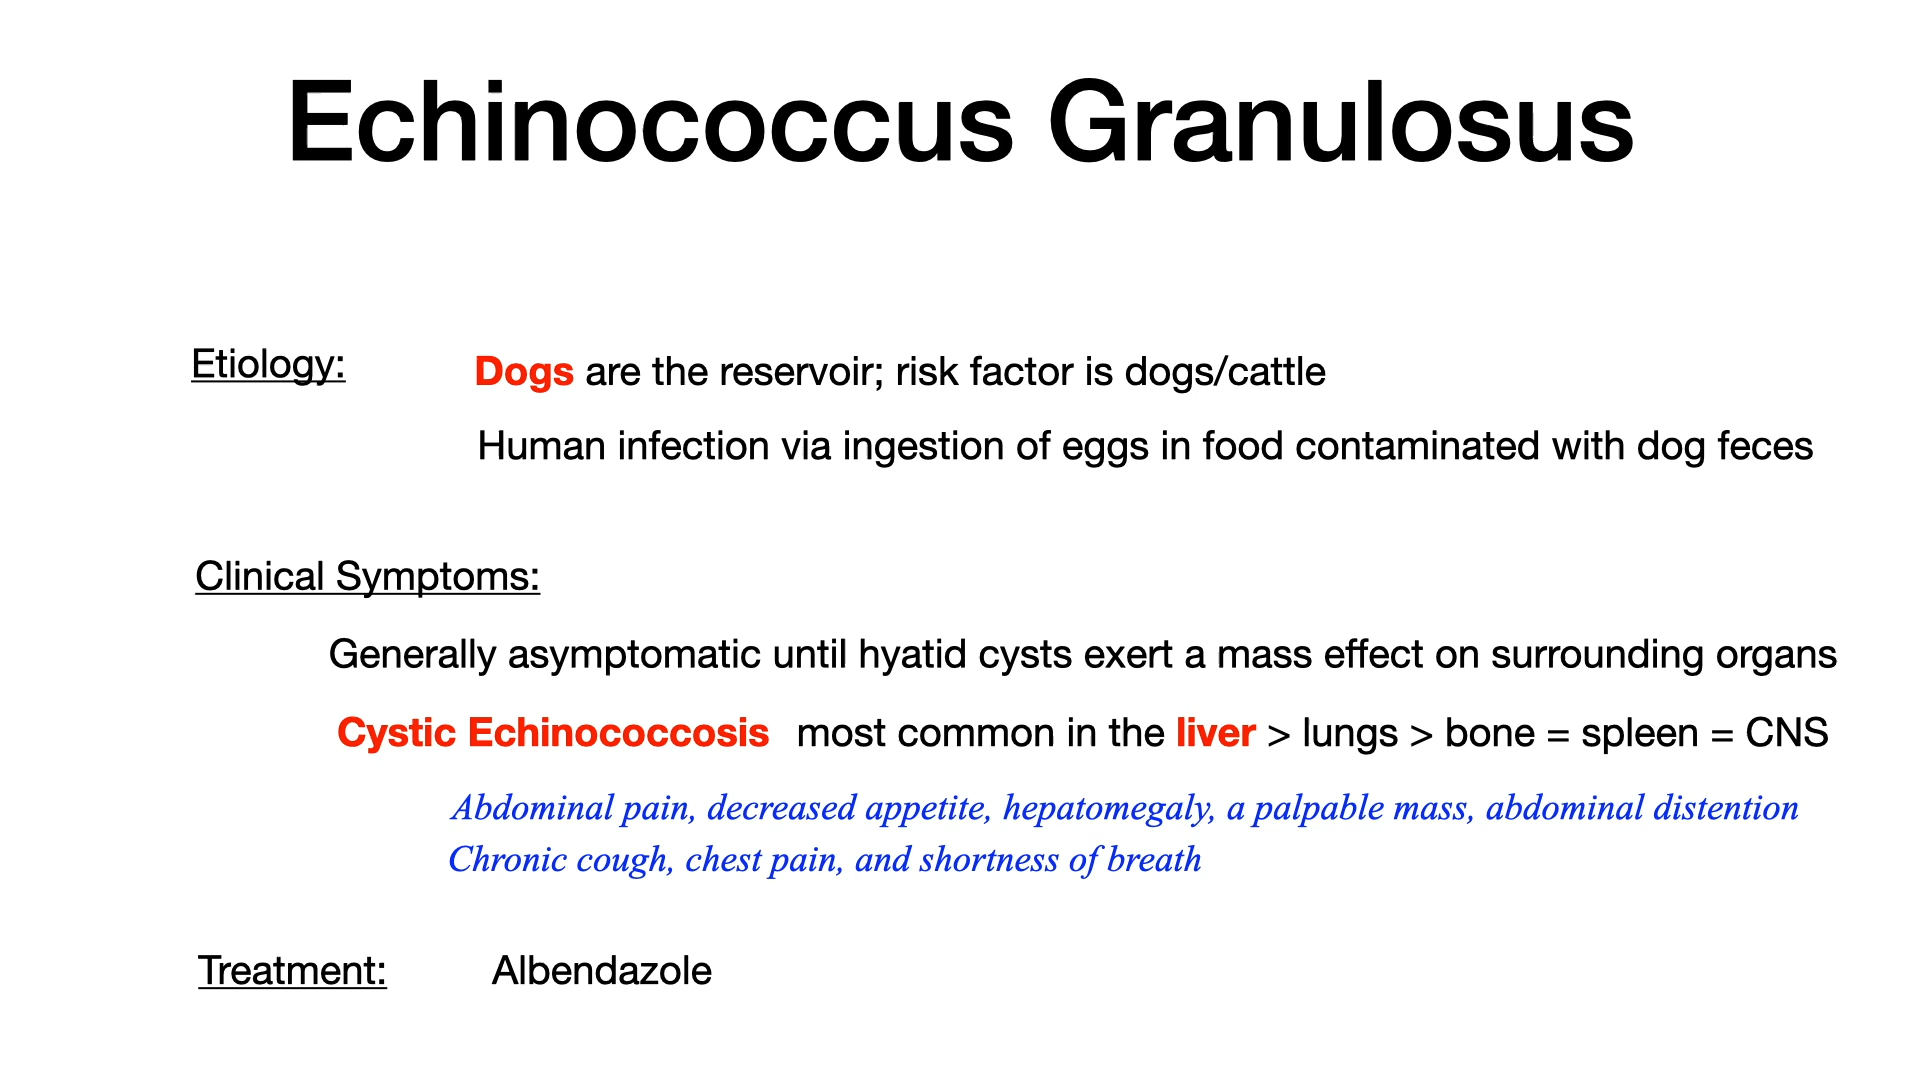 Echinococcus Granulosus
Etiology:
Dogs are the reservoir; risk factor is dogs/cattle
Human infection via ingestion of eggs in food contaminated with dog feces
Clinical Symptoms:
Generally asymptomatic until hyatid cysts exert a mass effect on surrounding organs
Cystic Echinococcosis most common in the liver > lungs > bone = spleen = CNS
Abdominal pain, decreased appetite, hepatomegaly, a palpable mass, abdominal distention
Chronic cough, chest pain, and shortness of breath
Treatment: Albendazole